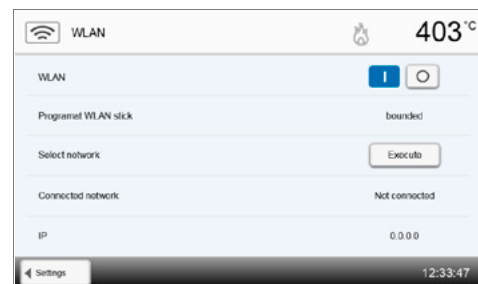 WLAN
403 °C
WLAN I O
Programat WLAN stick bounded
Select network Execute
Connected network Not connected
IP 0.0.0.0
Settings 12:33:47